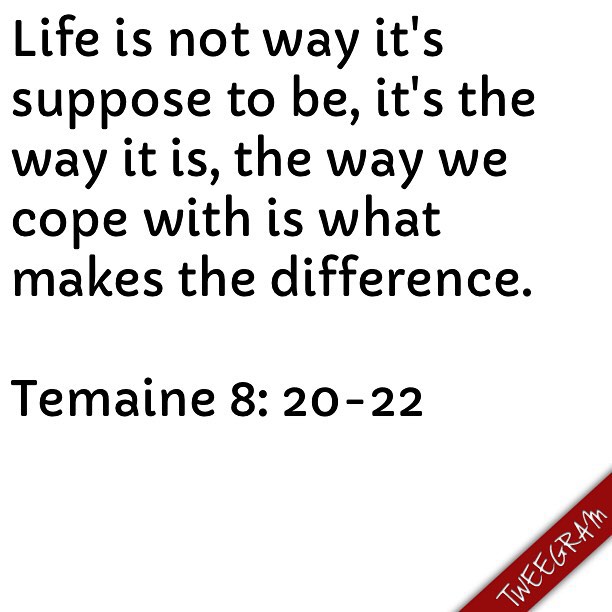 Life is not way it's
suppose to be, it's the
way it is, the way we
cope with is what
makes the difference.
Temaine 8: 20-22
TWEEGRAM